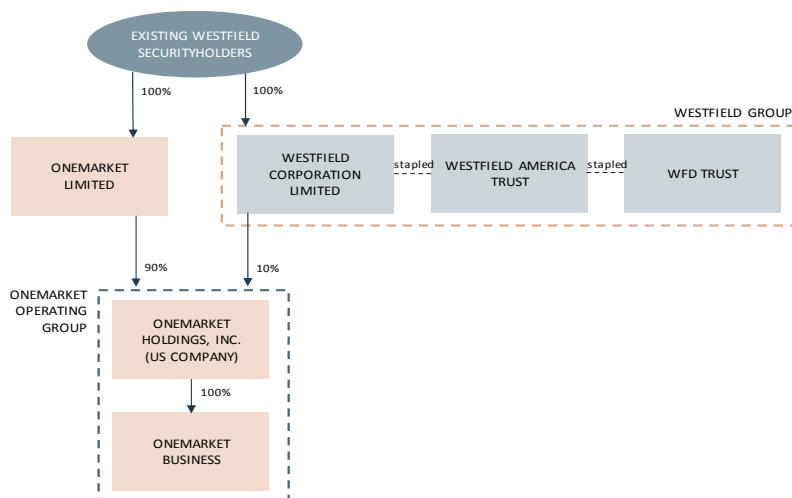 EXISTING WESTFIELD
SECURITYHOLDERS
100%
100%
WESTFIELD GROUP
ONEMARKET
LIMITED
WESTFIELD
CORPORATION
LIMITED
stapled
WESTFIELD AMERICA
TRUST
stapled
WFD TRUST
90%
10%
ONEMARKET
OPERATING
GROUP
ONEMARKET
HOLDINGS, INC.
(US COMPANY)
100%
ONEMARKET
BUSINESS